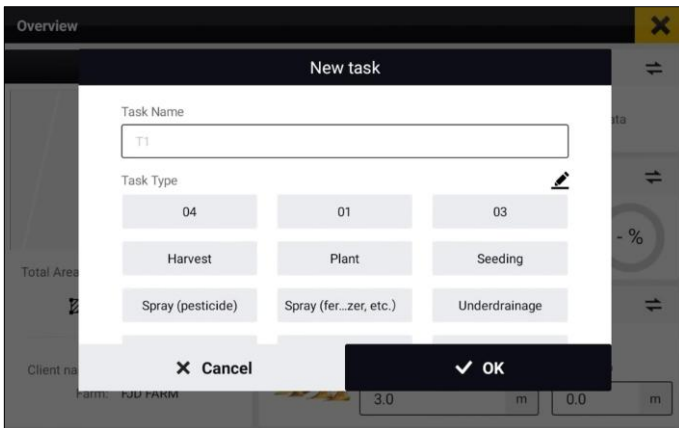 Overview
New task
Task Name
T1
Task Type
04 01 03
Harvest Plant Seeding
Spray (pesticide) Spray (fer...zer, etc.) Underdrainage
Cancel OK
ata
- %
Total Area
Client na
Farm: FJD FARM
3.0 m 0.0 m